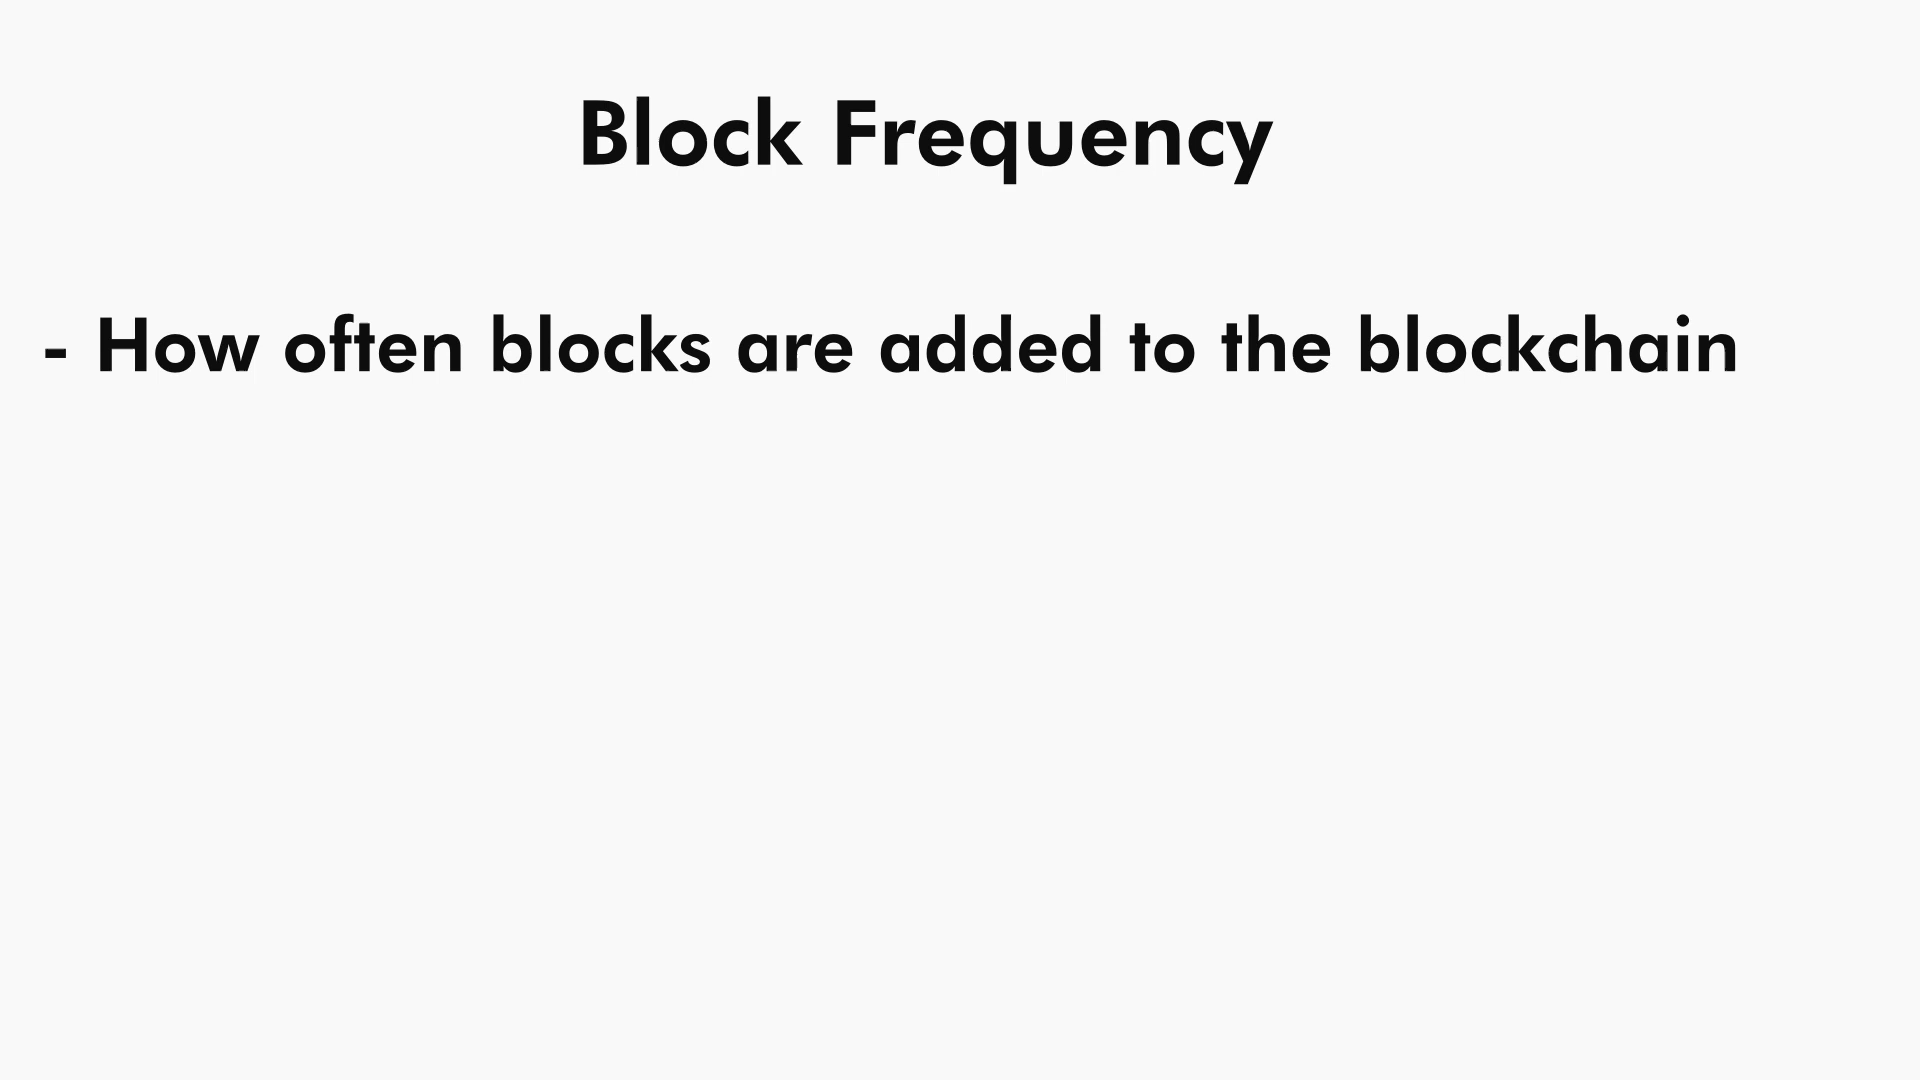 Block Frequency
- How often blocks are added to the blockchain